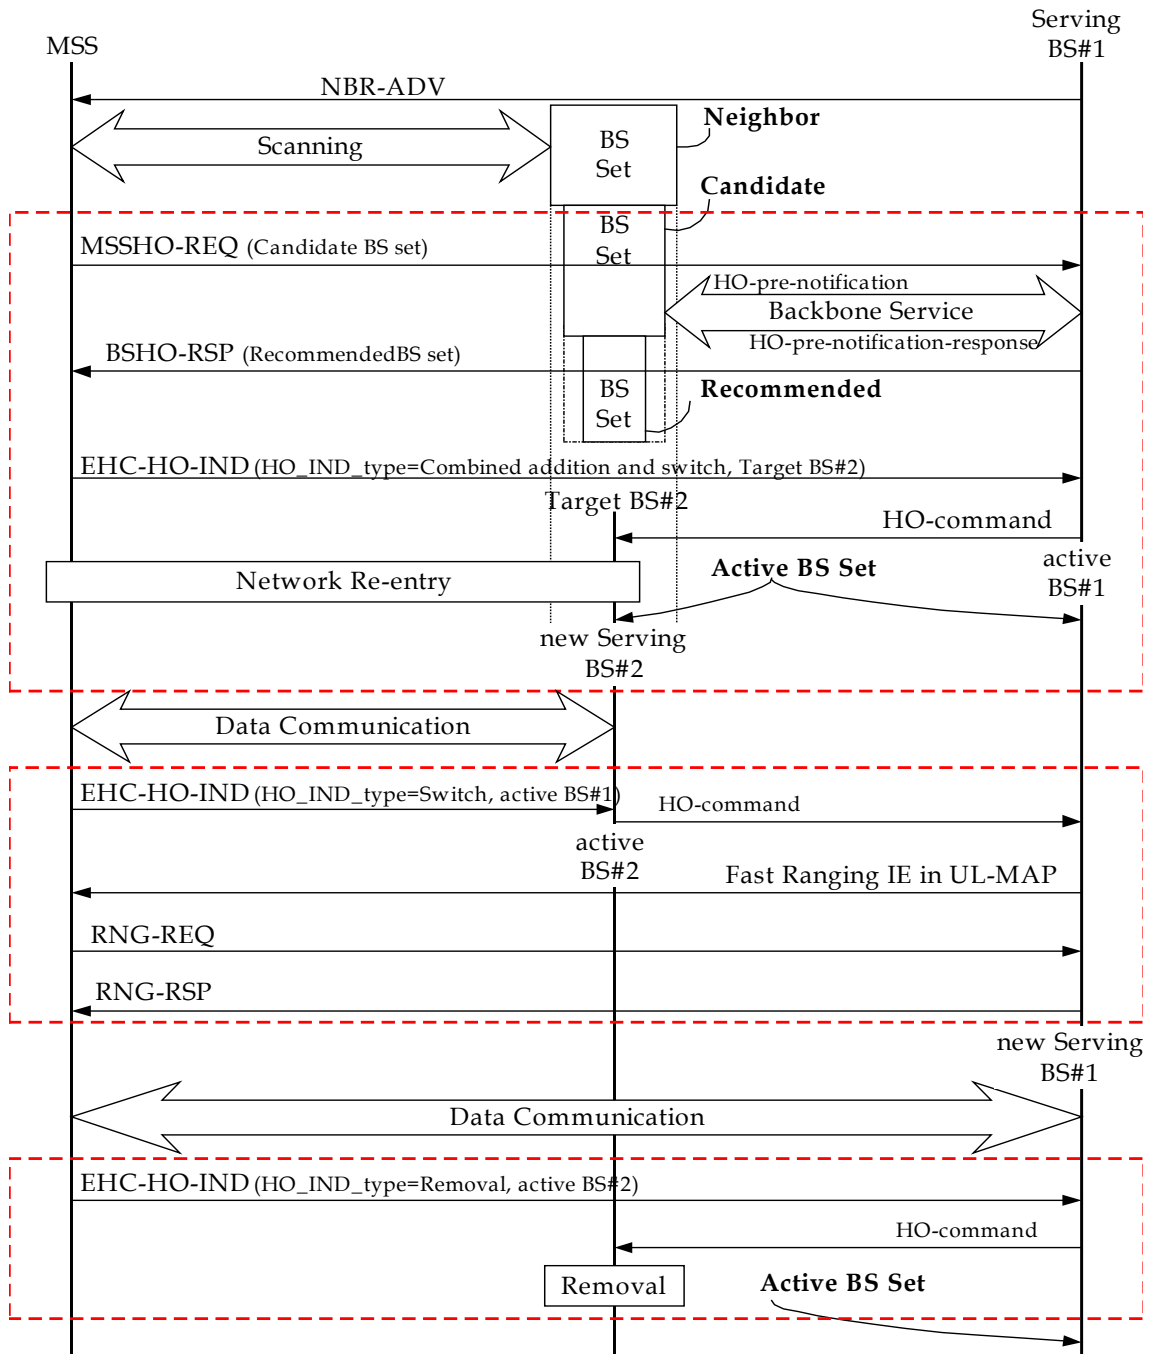 Serving
BS#1
MSS
NBR-ADV
Neighbor
BS
Set
Scanning
Candidate
BS
Set
MSSHO-REQ (Candidate BS set)
HO-pre-notification
Backbone Service
HO-pre-notification-response
BSHO-RSP (RecommendedBS set)
BS
Set
Recommended
EHC-HO-IND (HO_IND_type=Combined addition and switch, Target BS#2)
Target BS#2
HO-command
active
BS#1
Active BS Set
Network Re-entry
new Serving
BS#2
Data Communication
EHC-HO-IND (HO_IND_type=Switch, active BS#1)
HO-command
active
BS#2
Fast Ranging IE in UL-MAP
RNG-REQ
RNG-RSP
new Serving
BS#1
Data Communication
EHC-HO-IND (HO_IND_type=Removal, active BS#2)
HO-command
Removal
Active BS Set